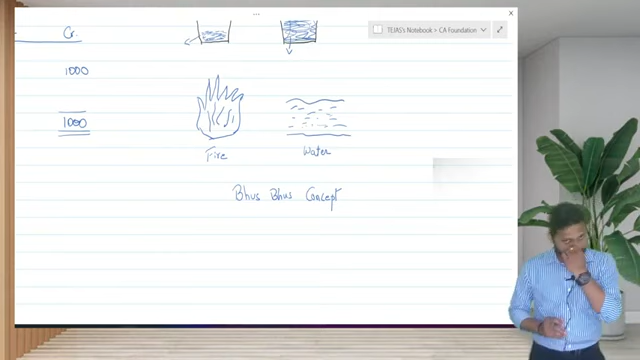 TEJAS's Notebook > CA Foundation
Cr.
1000
1000
Fire
Water
Bhus Bhus Concept